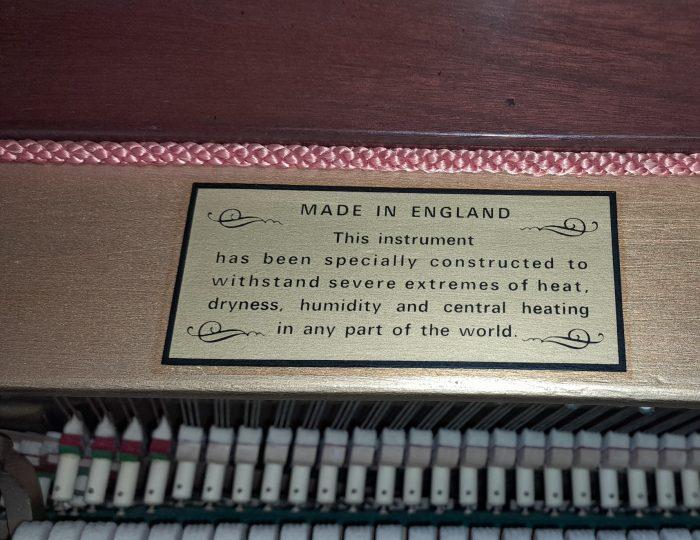 MADE IN ENGLAND
This instrument
has been specially constructed to
withstand severe extremes of heat,
dryness, humidity and central heating
in any part of the world.